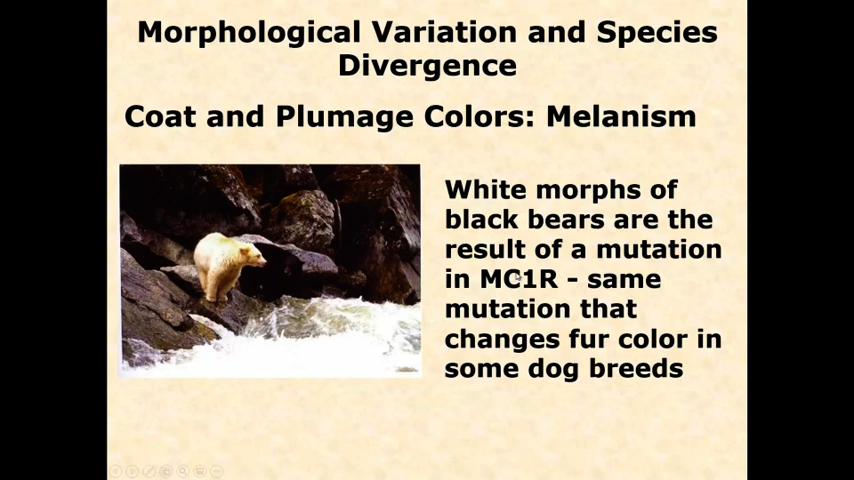 Morphological Variation and Species
Divergence
Coat and Plumage Colors: Melanism
White morphs of
black bears are the
result of a mutation
in MC1R - same
mutation that
changes fur color in
some dog breeds